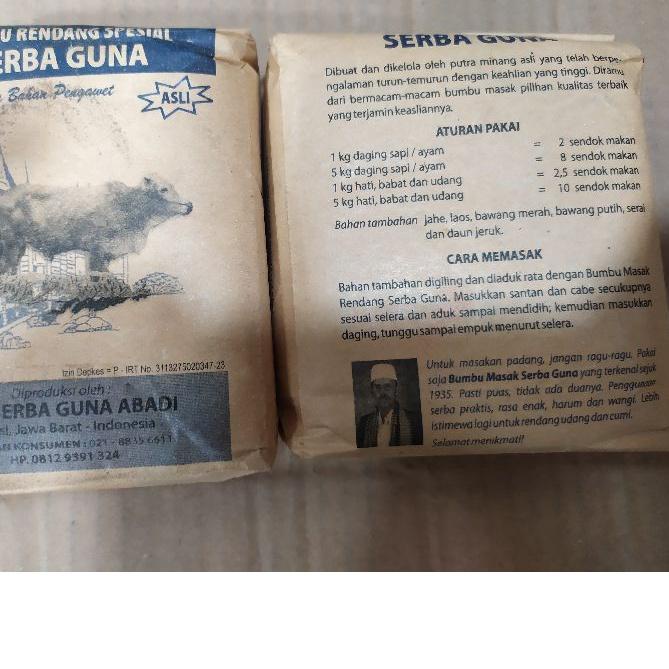 U RENDANG SPESIAL
ERBA GUNA
Bahan Pengawet
ASLI
Izin Depkes = P - IRT No. 3113275020347-23
Diproduksi oleh :
SERBA GUNA ABADI
si, Jawa Barat - Indonesia
AN KONSUMEN : 021 - 8835 6611
HP. 0812 9391 324
SERBA GUNA
Dibuat dan dikelola oleh putra minang asli yang telah berpe-
ngalaman turun-temurun dengan keahlian yang tinggi. Diramu
dari bermacam-macam bumbu masak pilihan kualitas terbaik
yang terjamin keasliannya.
ATURAN PAKAI
1 kg daging sapi / ayam = 2 sendok makan
5 kg daging sapi / ayam = 8 sendok makan
1 kg hati, babat dan udang = 2,5 sendok makan
5 kg hati, babat dan udang = 10 sendok makan
Bahan tambahan jahe, laos, bawang merah, bawang putih, serai
dan daun jeruk.
CARA MEMASAK
Bahan tambahan digiling dan diaduk rata dengan Bumbu Masak
Rendang Serba Guna. Masukkan santan dan cabe secukupnya
sesuai selera dan aduk sampai mendidih; kemudian masukkan
daging, tunggu sampai empuk menurut selera.
Untuk masakan padang, jangan ragu-ragu. Pakai
saja Bumbu Masak Serba Guna yang terkenal sejak
1935. Pasti puas, tidak ada duanya. Penggunaan
serba praktis, rasa enak, harum dan wangi. Lebih
istimewa lagi untuk rendang udang dan cumi.
Selamat menikmati!